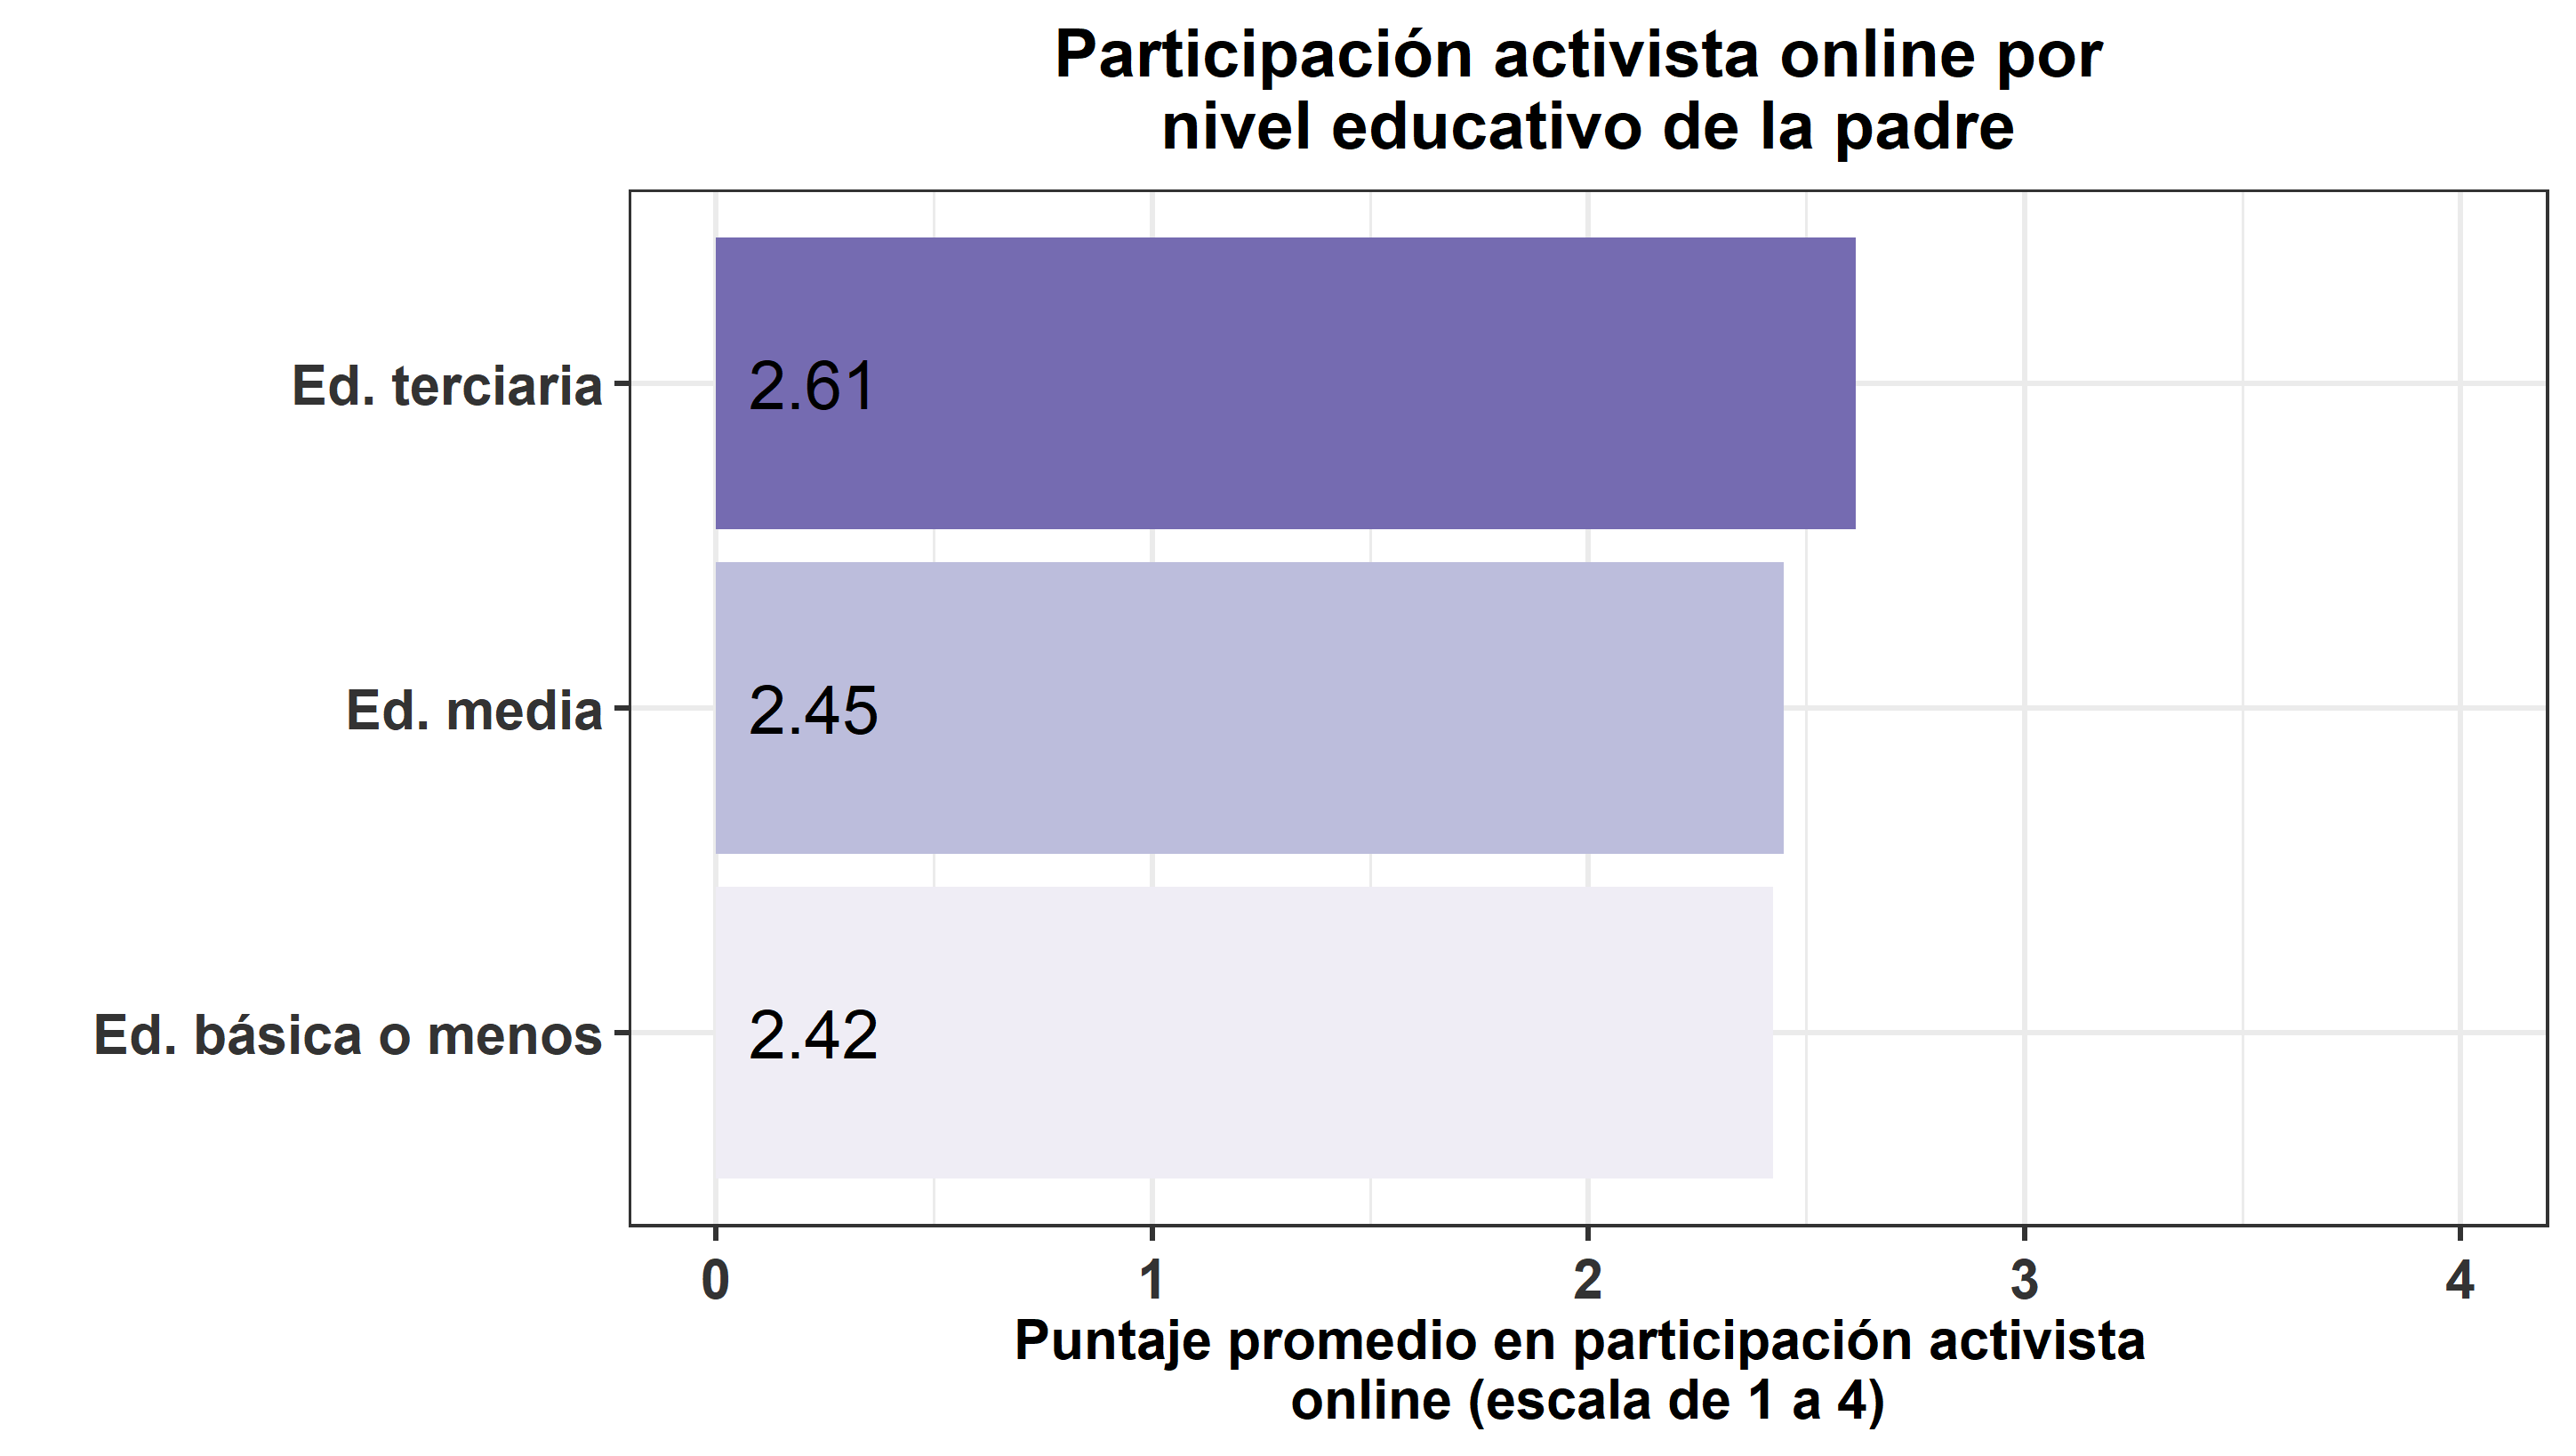 Participación activista online por
nivel educativo de la padre
Ed. terciaria
2.61
Ed. media
2.45
Ed. básica o menos
2.42
0 1 2 3 4
Puntaje promedio en participación activista
online (escala de 1 a 4)